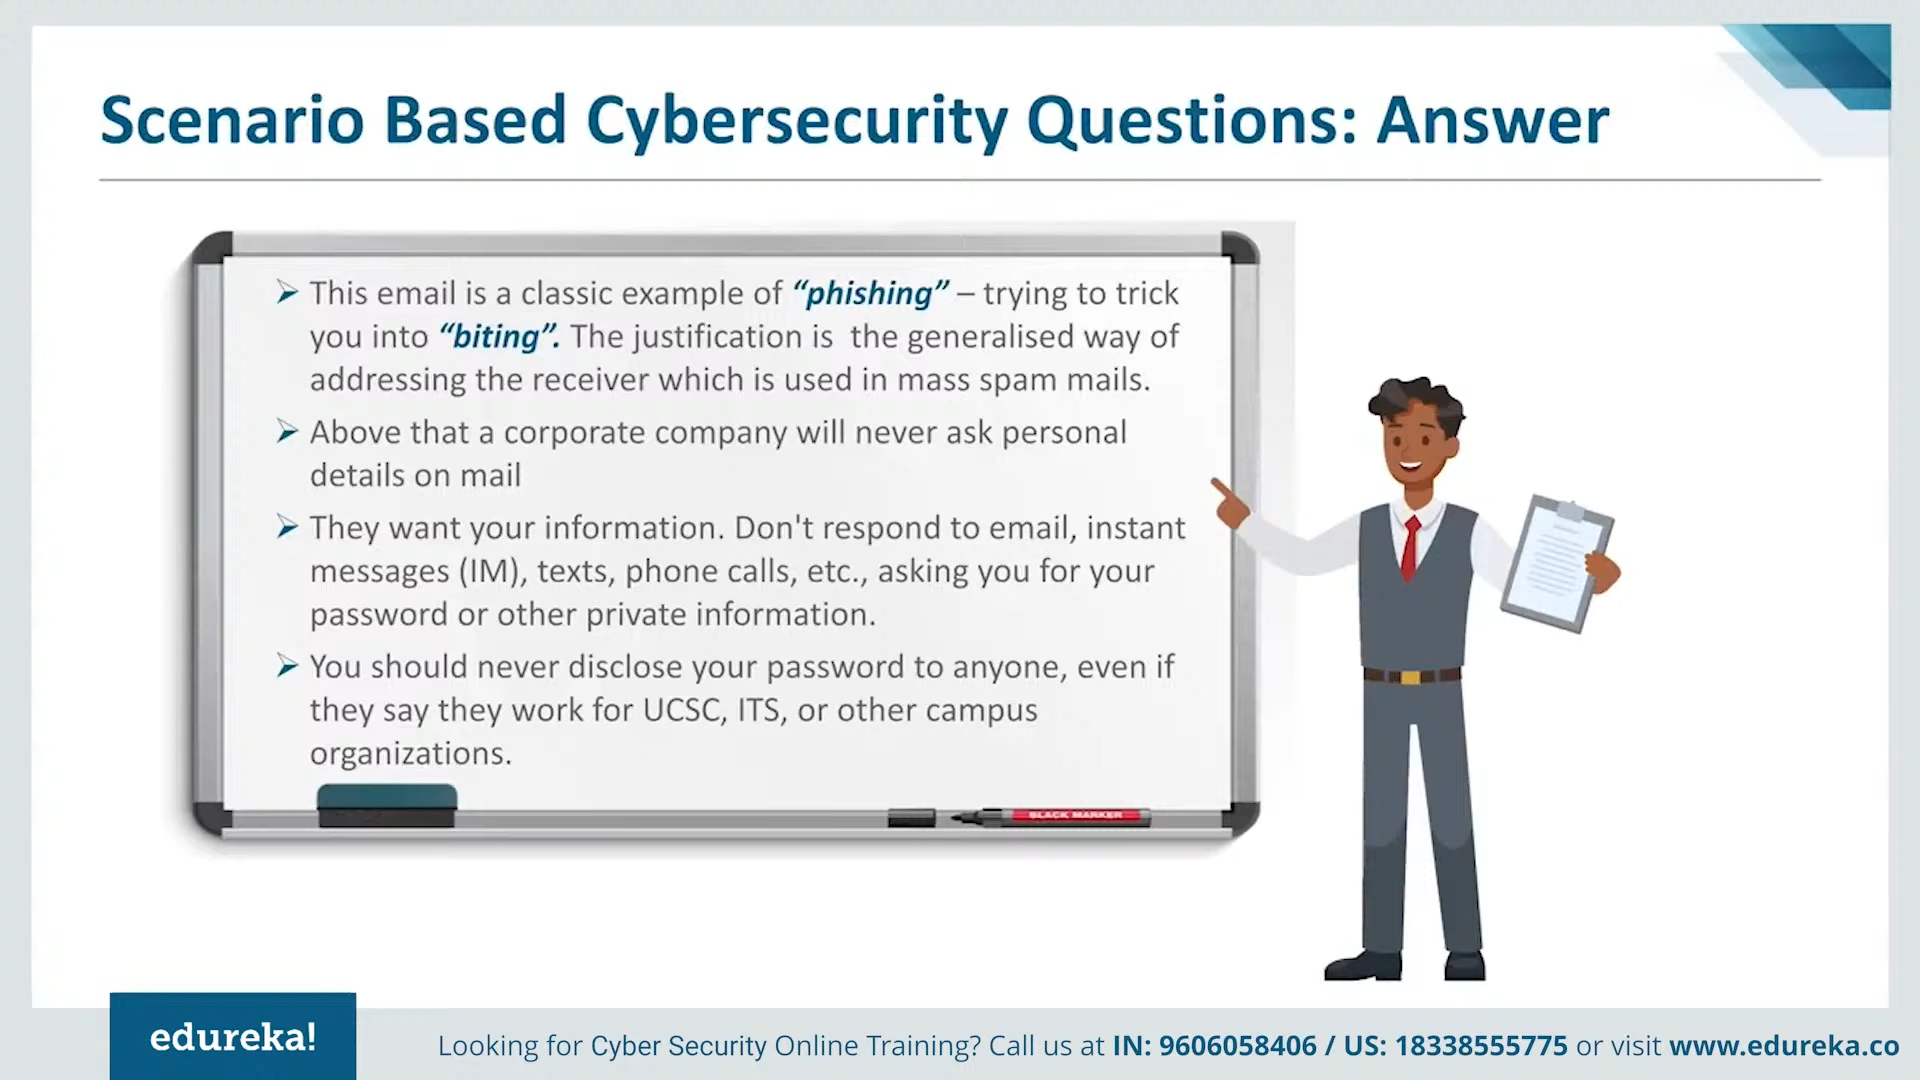 Scenario Based Cybersecurity Questions: Answer
This email is a classic example of “phishing” – trying to trick
you into “biting”. The justification is the generalised way of
addressing the receiver which is used in mass spam mails.
Above that a corporate company will never ask personal
details on mail
They want your information. Don't respond to email, instant
messages (IM), texts, phone calls, etc., asking you for your
password or other private information.
You should never disclose your password to anyone, even if
they say they work for UCSC, ITS, or other campus
organizations.
BLACK MARKER
edureka!
Looking for Cyber Security Online Training? Call us at IN: 9606058406 / US: 18338555775 or visit www.edureka.co